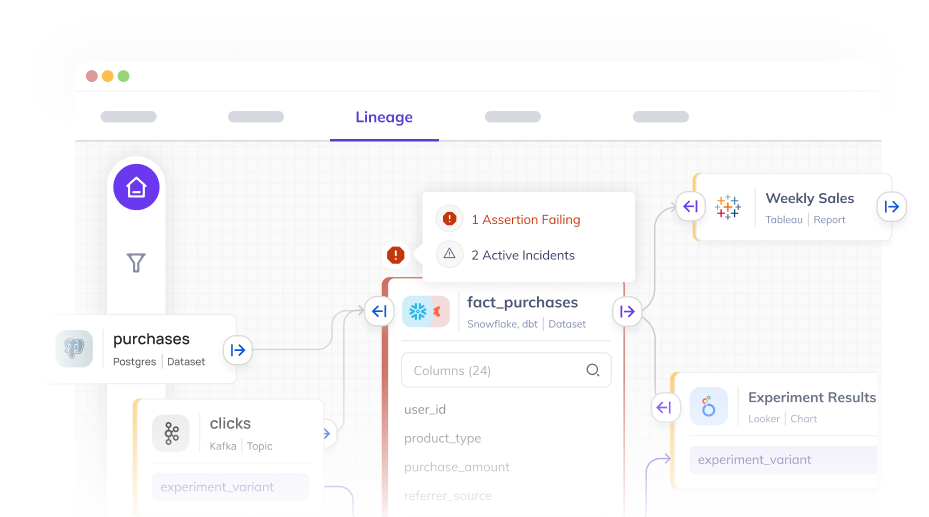 Lineage
1 Assertion Failing
2 Active Incidents
Weekly Sales
Tableau | Report
fact_purchases
Snowflake, dbt | Dataset
purchases
Postgres | Dataset
Columns (24)
user_id
product_type
purchase_amount
referrer_source
clicks
Kafka | Topic
experiment_variant
Experiment Results
Looker | Chart
experiment_variant